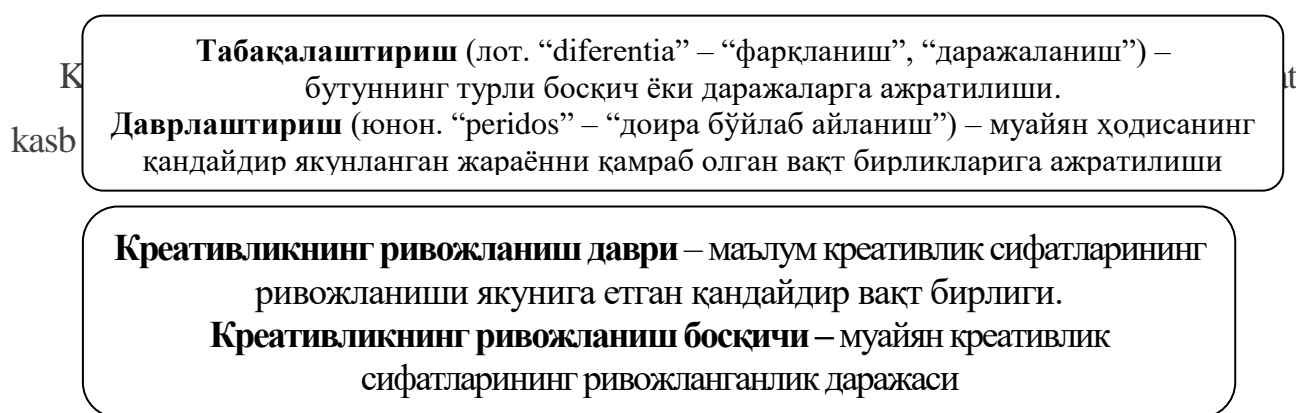 Табақалаштириш (лот. “diferentia” – “фарқланиш”, “даражаланиш”) –
бутуннинг турли босқич ёки даражаларга ажратилиши.
Даврлаштириш (юнон. “peridos” – “доира бўйлаб айланиш”) – муайян ҳодисанинг
kasb
қандайдир якунланган жараённи қамраб олган вақт бирликларига ажратилиши
Креативликнинг ривожланиш даври – маълум креативлик сифатларининг
ривожланиши якунига етган қандайдир вақт бирлиги.
Креативликнинг ривожланиш босқичи – муайян креативлик
сифатларининг ривожланганлик даражаси